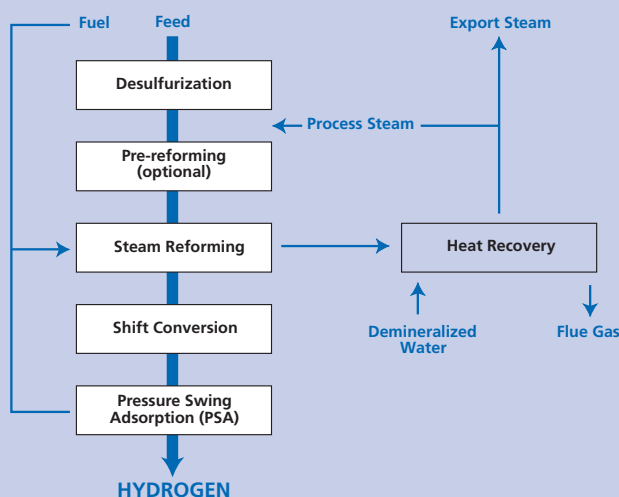 Fuel
Feed
Export Steam
Desulfurization
Process Steam
Pre-reforming
(optional)
Steam Reforming
Heat Recovery
Shift Conversion
Demineralized
Water
Flue Gas
Pressure Swing
Adsorption (PSA)
HYDROGEN